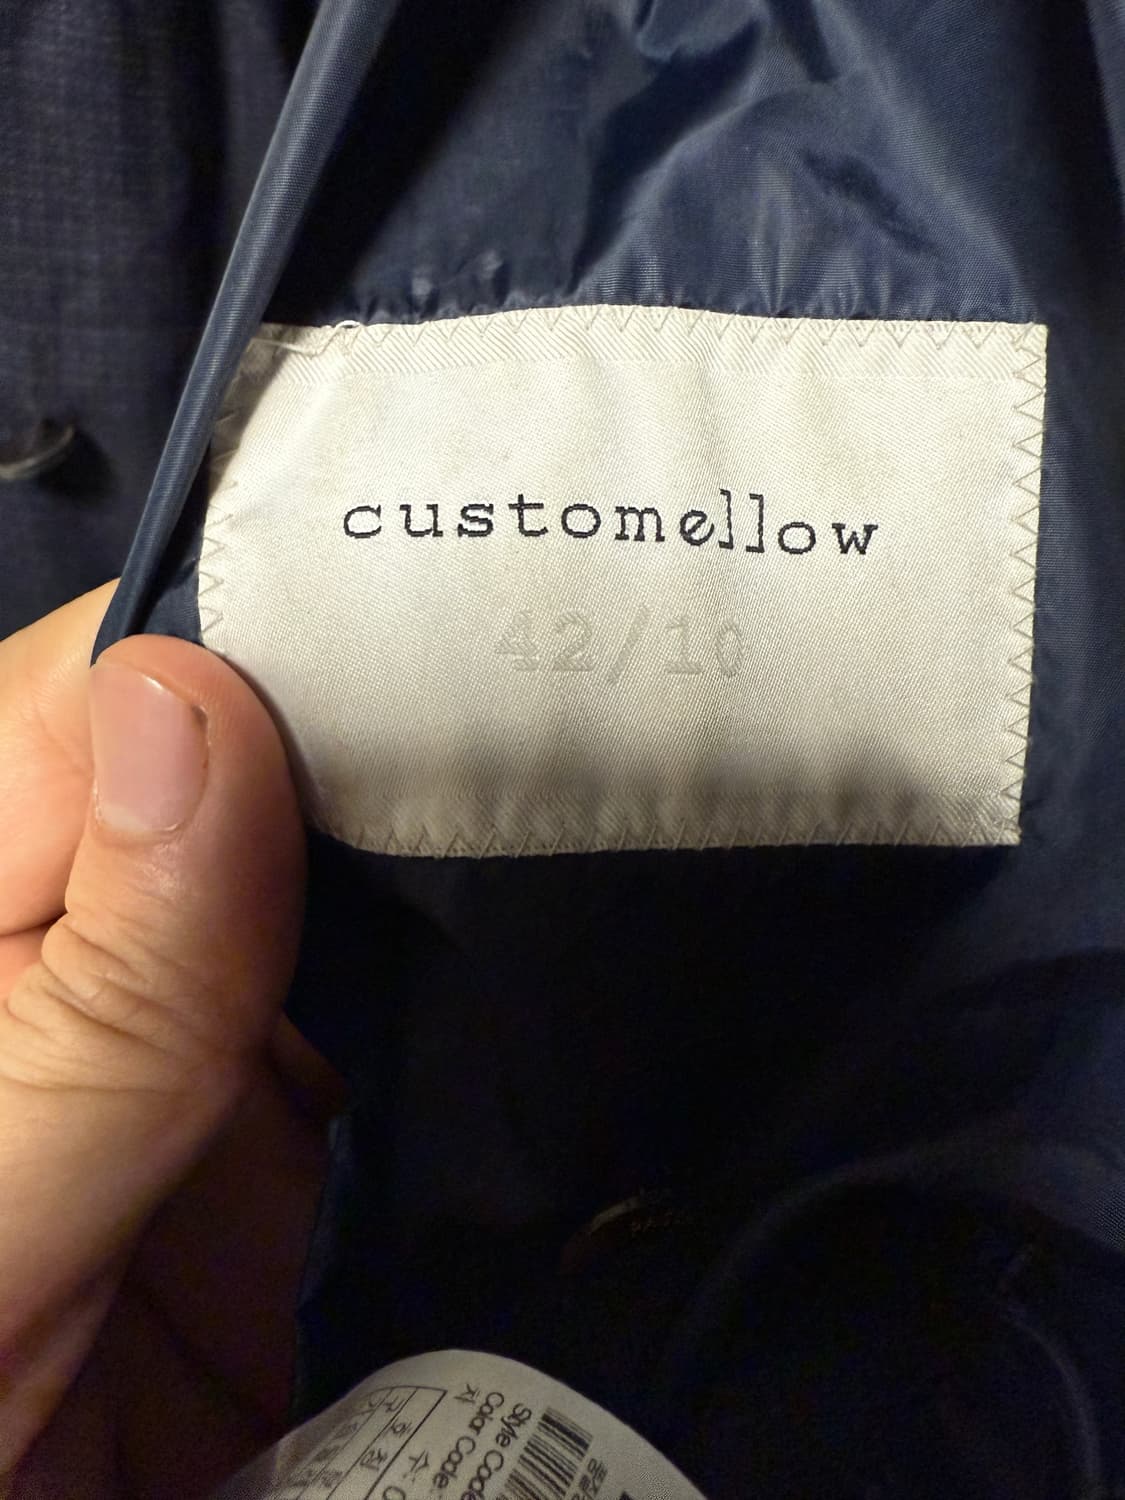 customellow
42/10
Style Code
Color Code